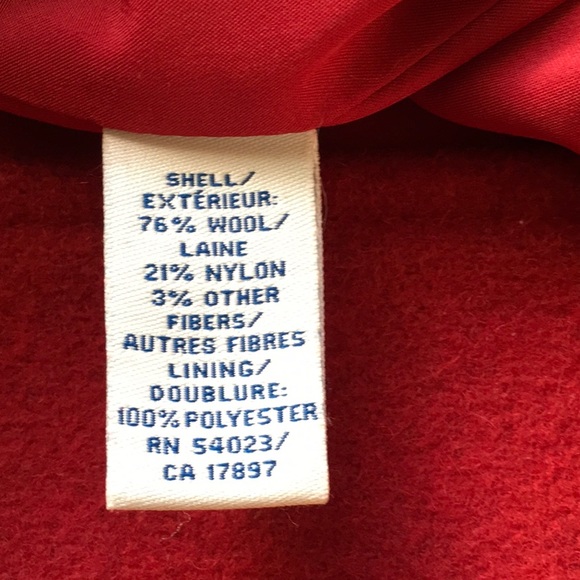 SHELL/
EXTÉRIEUR:
76% WOOL/
LAINE
21% NYLON
3% OTHER
FIBERS/
AUTRES FIBRES
LINING/
DOUBLURE:
100% POLYESTER
RN 54023/
CA 17897